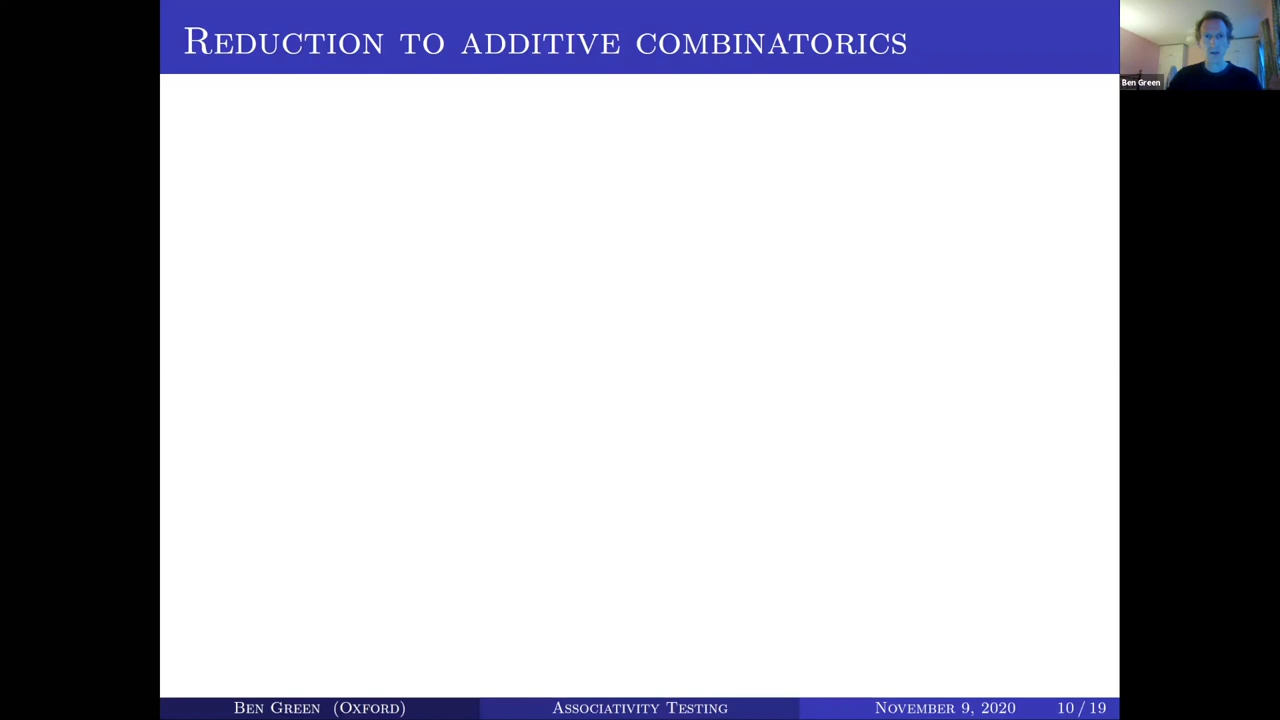 Reduction to additive combinatorics
Ben Green
Ben Green (Oxford)
Associativity Testing
November 9, 2020
10 / 19